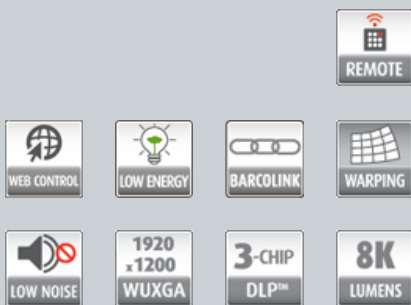 REMOTE
WEB CONTROL
LOW ENERGY
BARCOLINK
WARPING
LOW NOISE
1920
x1200
WUXGA
3-CHIP
DLP™
8K
LUMENS